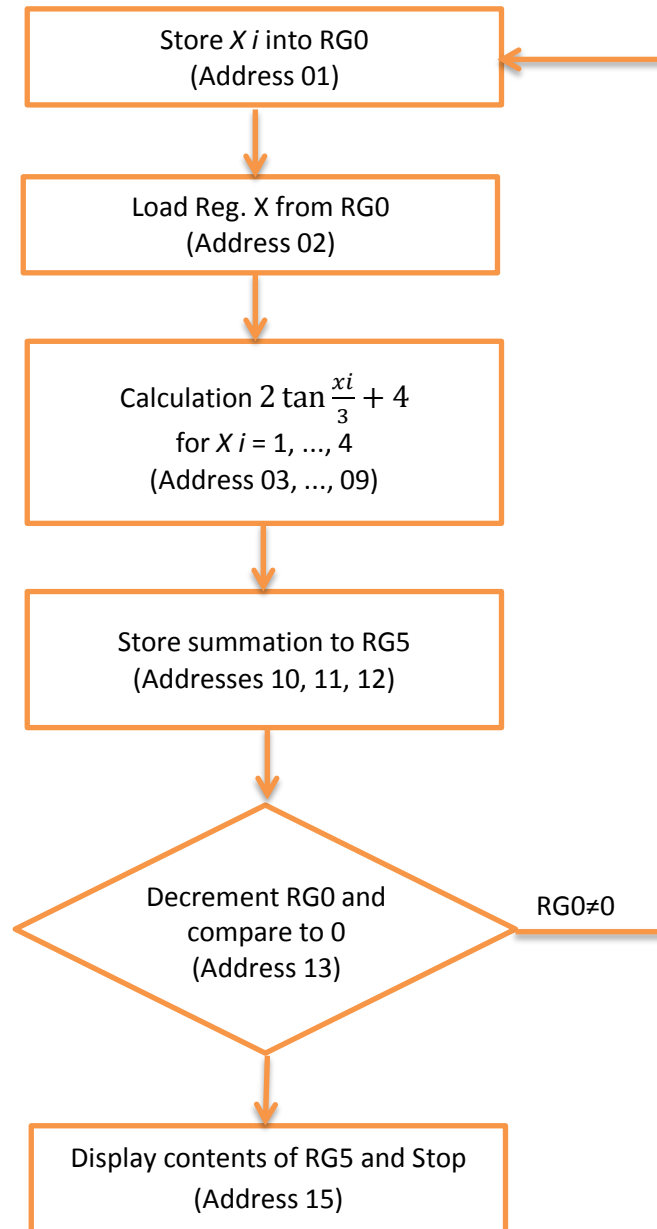 Store X i into RG0
(Address 01)
Load Reg. X from RG0
(Address 02)
Calculation 2 tan xi/3 + 4
for X i = 1, ..., 4
(Address 03, ..., 09)
Store summation to RG5
(Addresses 10, 11, 12)
Decrement RG0 and
compare to 0
(Address 13)
RG0≠0
Display contents of RG5 and Stop
(Address 15)